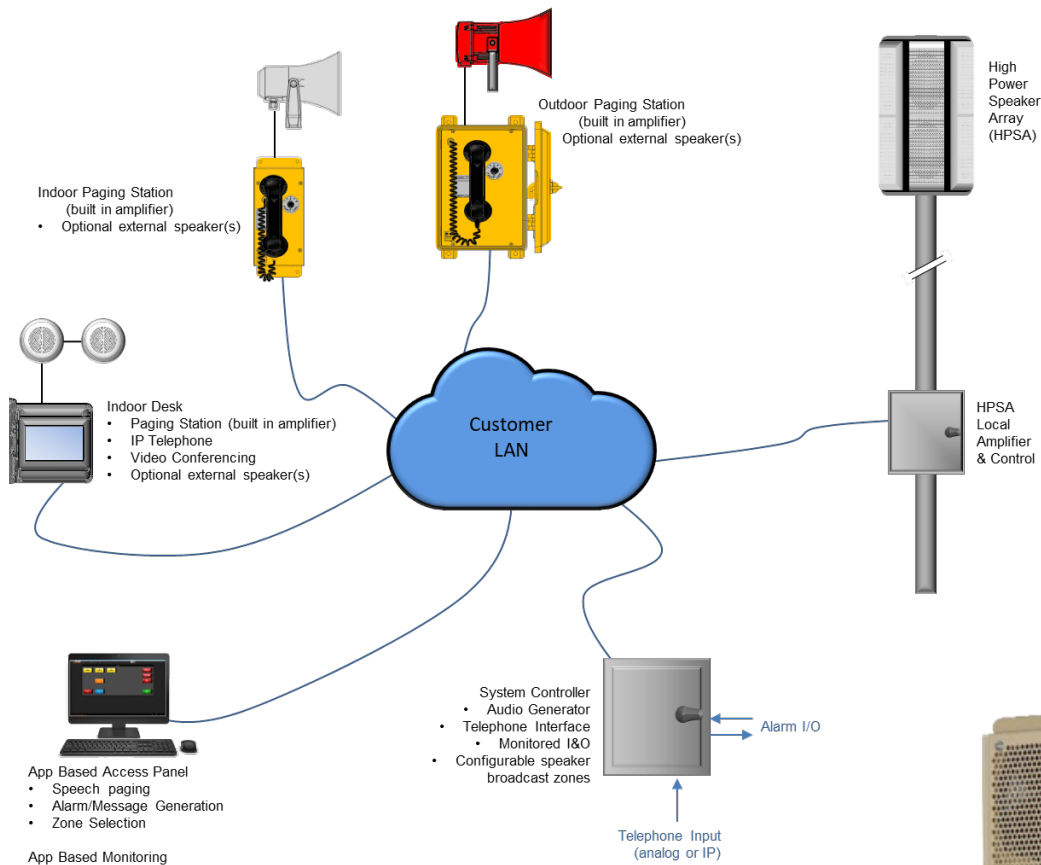 Outdoor Paging Station
(built in amplifier)
Optional external speaker(s)
High
Power
Speaker
Array
(HPSA)
Indoor Paging Station
(built in amplifier)
• Optional external speaker(s)
Indoor Desk
• Paging Station (built in amplifier)
• IP Telephone
• Video Conferencing
• Optional external speaker(s)
Customer
LAN
HPSA
Local
Amplifier
& Control
System Controller
• Audio Generator
• Telephone Interface
• Monitored I&O
• Configurable speaker
broadcast zones
Alarm I/O
Telephone Input
(analog or IP)
App Based Access Panel
• Speech paging
• Alarm/Message Generation
• Zone Selection
App Based Monitoring